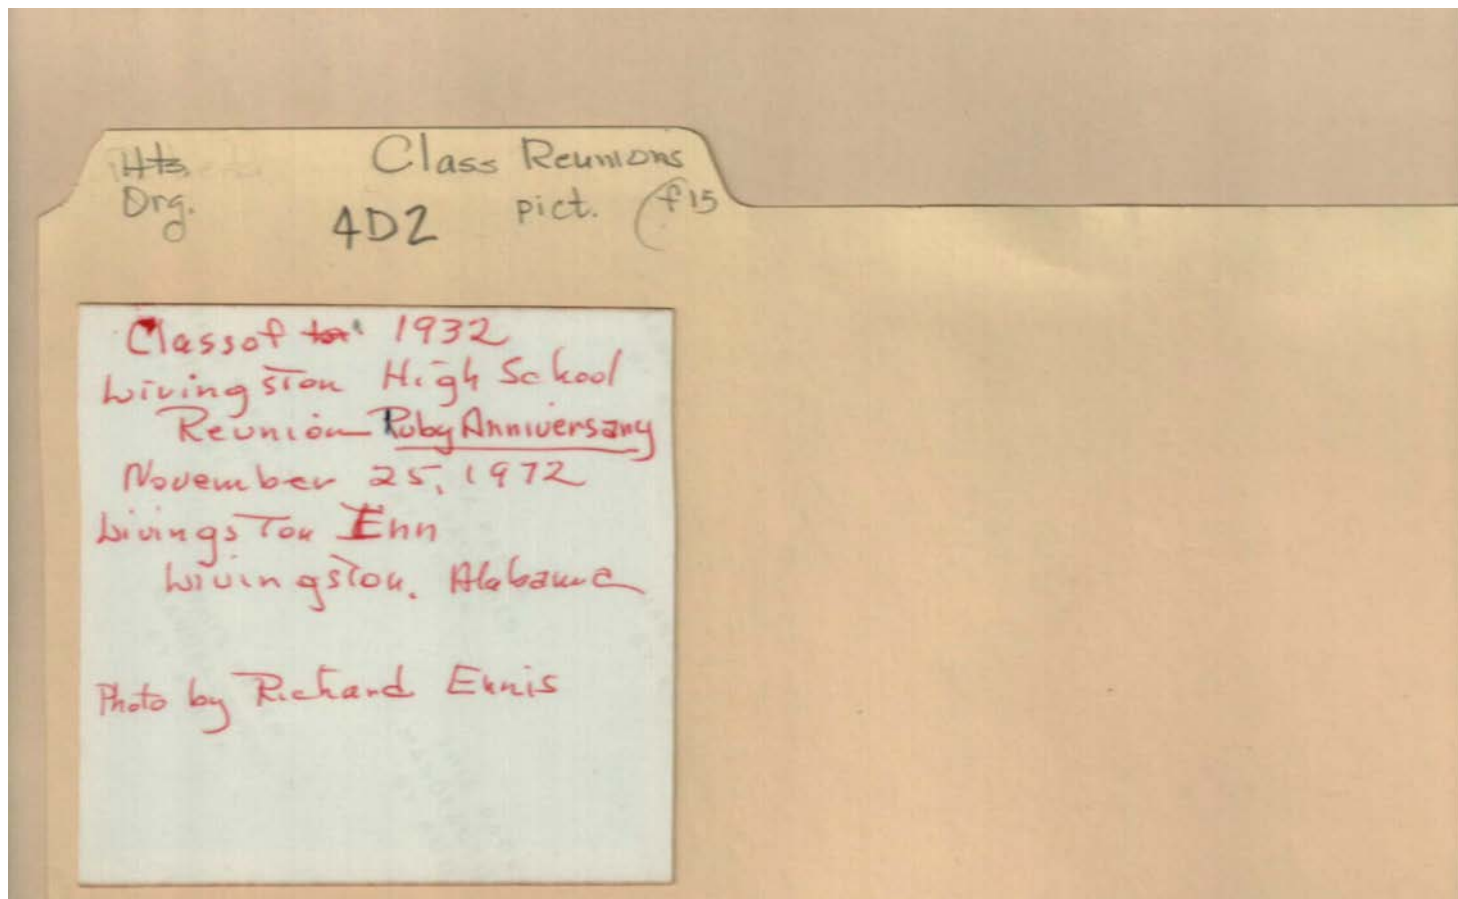 Class Reunions
Org. 4D2 pict. (f15
Class of 1932
Livingston High School
Reunion Ruby Anniversary
November 25, 1972
Livingston Inn
Livingston, Alabama
Photo by Richard Ennis